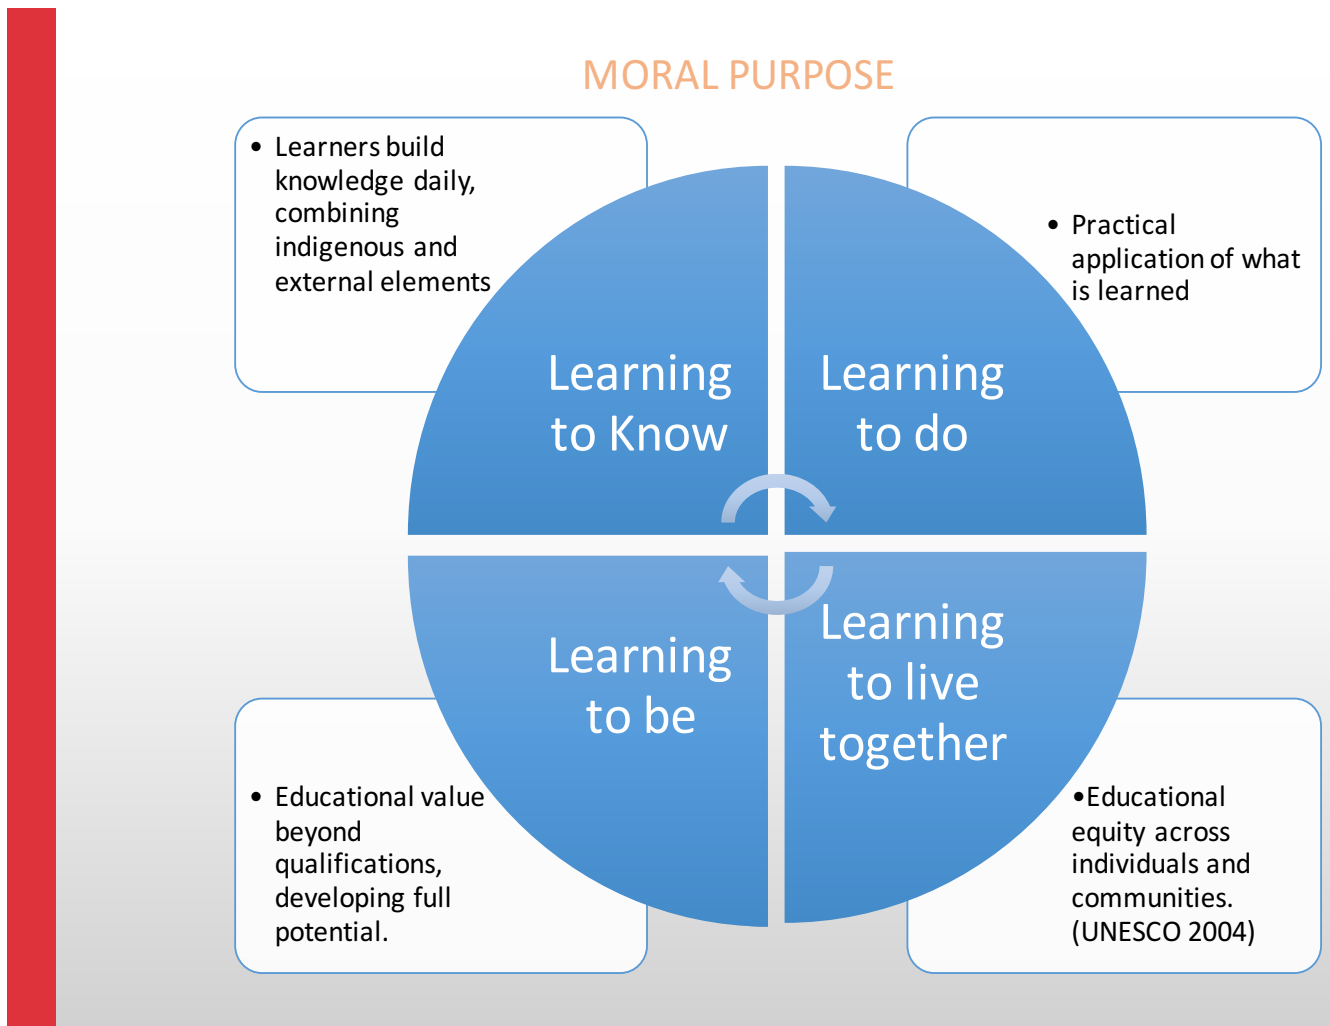 MORAL PURPOSE
• Learners build
knowledge daily,
combining
indigenous and
external elements
• Practical
application of what
is learned
Learning
to Know
Learning
to do
Learning
to be
Learning
to live
together
• Educational value
beyond
qualifications,
developing full
potential.
•Educational
equity across
individuals and
communities.
(UNESCO 2004)